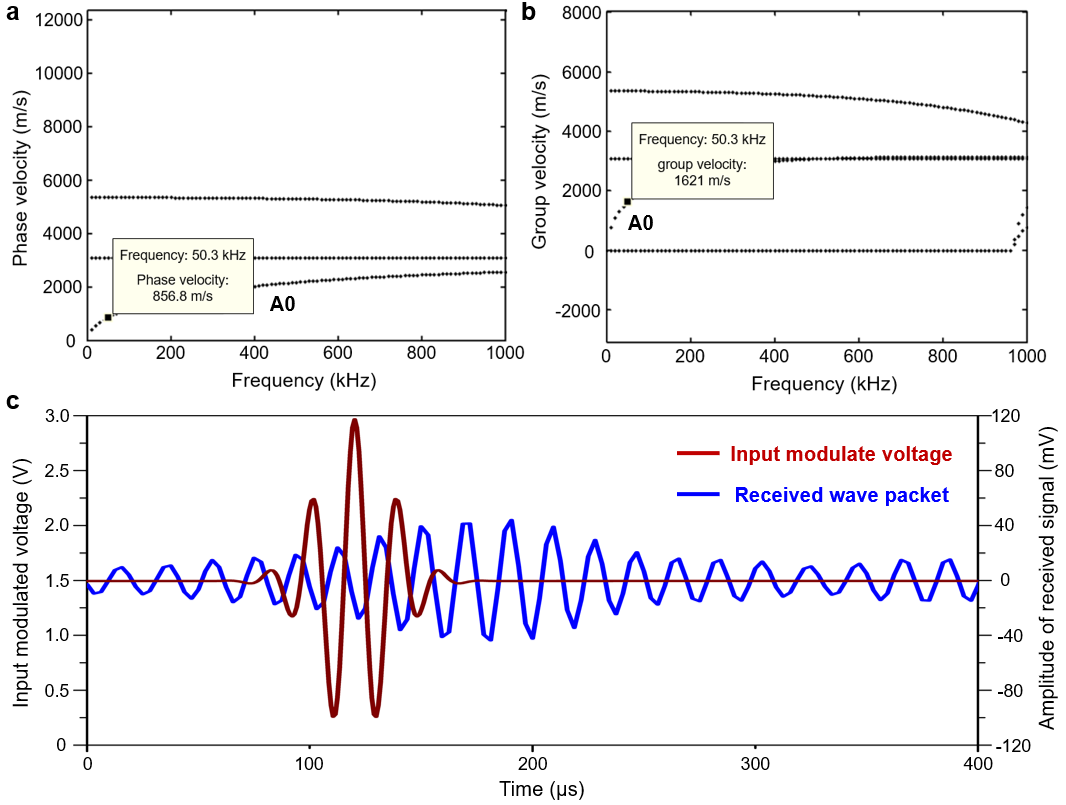 a
12000
10000
8000
6000
4000
2000
0
Phase velocity (m/s)
Frequency: 50.3 kHz
Phase velocity:
856.8 m/s
A0
0 200 400 600 800 1000
Frequency (kHz)
b
8000
6000
4000
2000
0
-2000
Group velocity (m/s)
Frequency: 50.3 kHz
group velocity:
1621 m/s
A0
0 200 400 600 800 1000
Frequency (kHz)
c
3.0
2.5
2.0
1.5
1.0
0.5
0
Input modulated voltage (V)
Input modulate voltage
Received wave packet
120
80
40
0
-40
-80
-120
Amplitude of received signal (mV)
0 100 200 300 400
Time (µs)